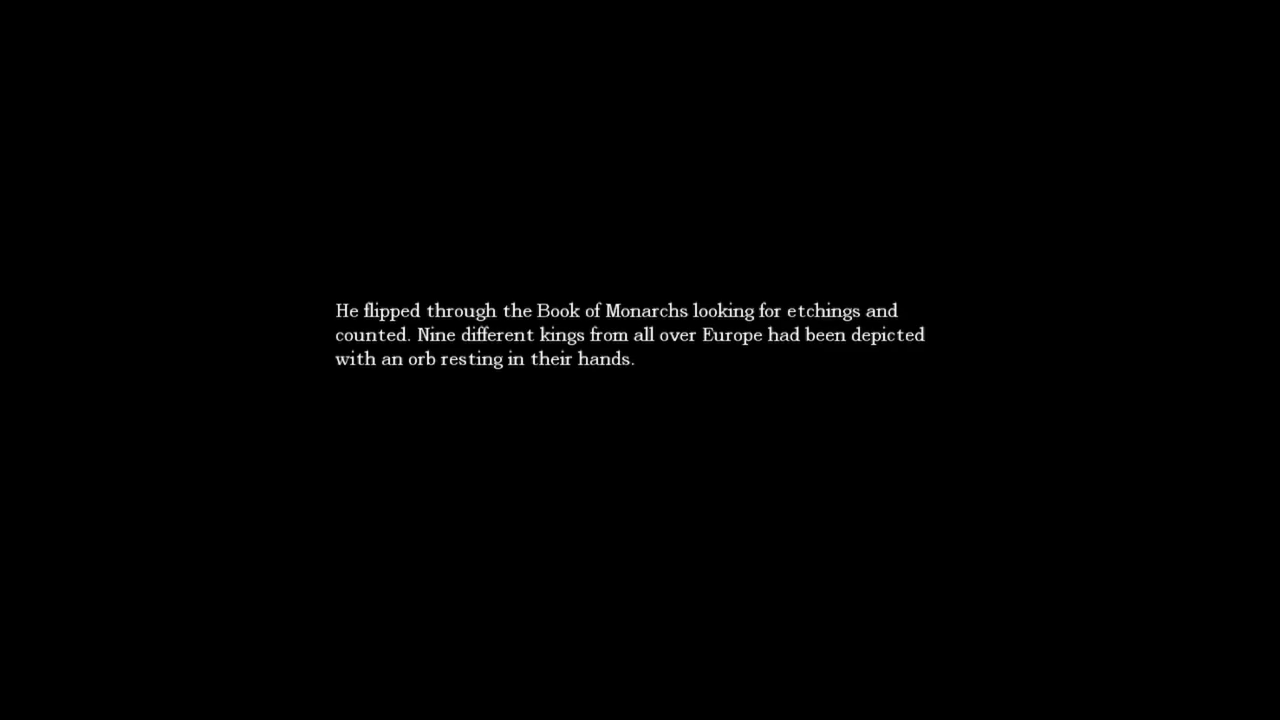 He flipped through the Book of Monarchs looking for etchings and
counted. Nine different kings from all over Europe had been depicted
with an orb resting in their hands.